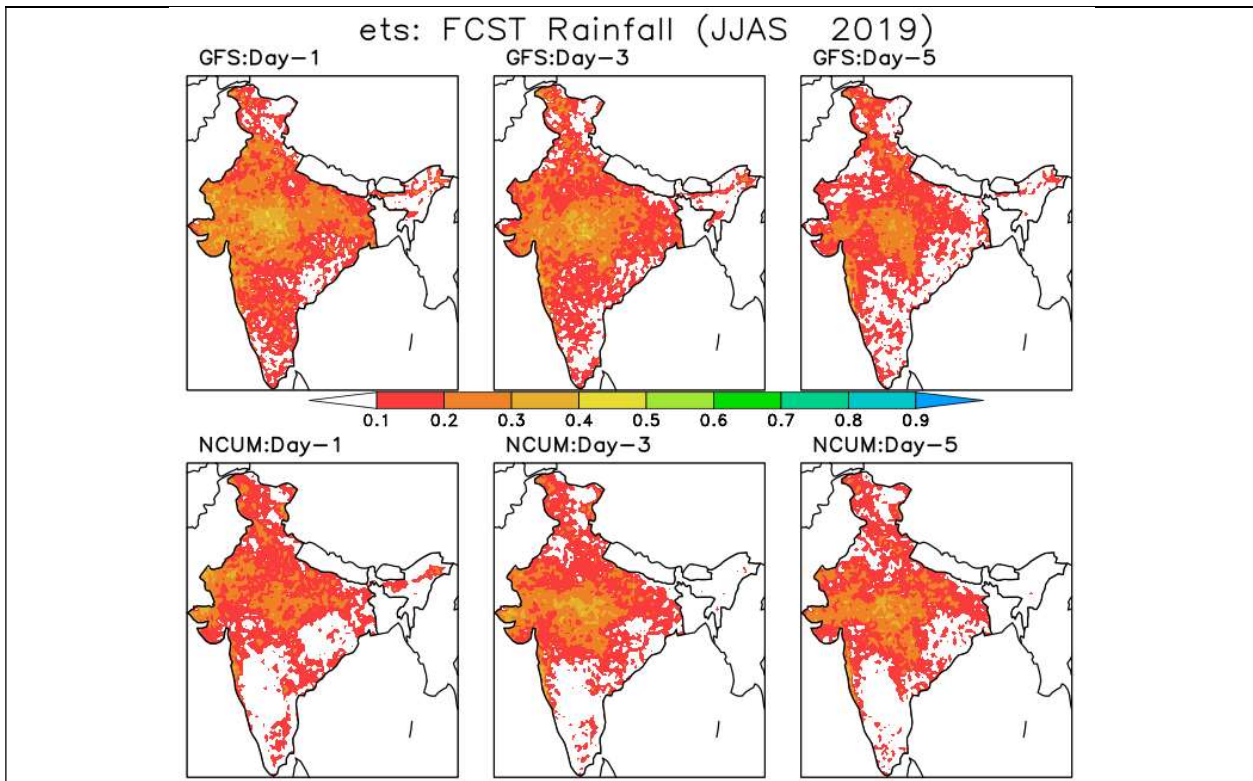 ets: FCST Rainfall (JJAS 2019)
GFS:Day-1 GFS:Day-3 GFS:Day-5
0.1 0.2 0.3 0.4 0.5 0.6 0.7 0.8 0.9
NCUM:Day-1 NCUM:Day-3 NCUM:Day-5